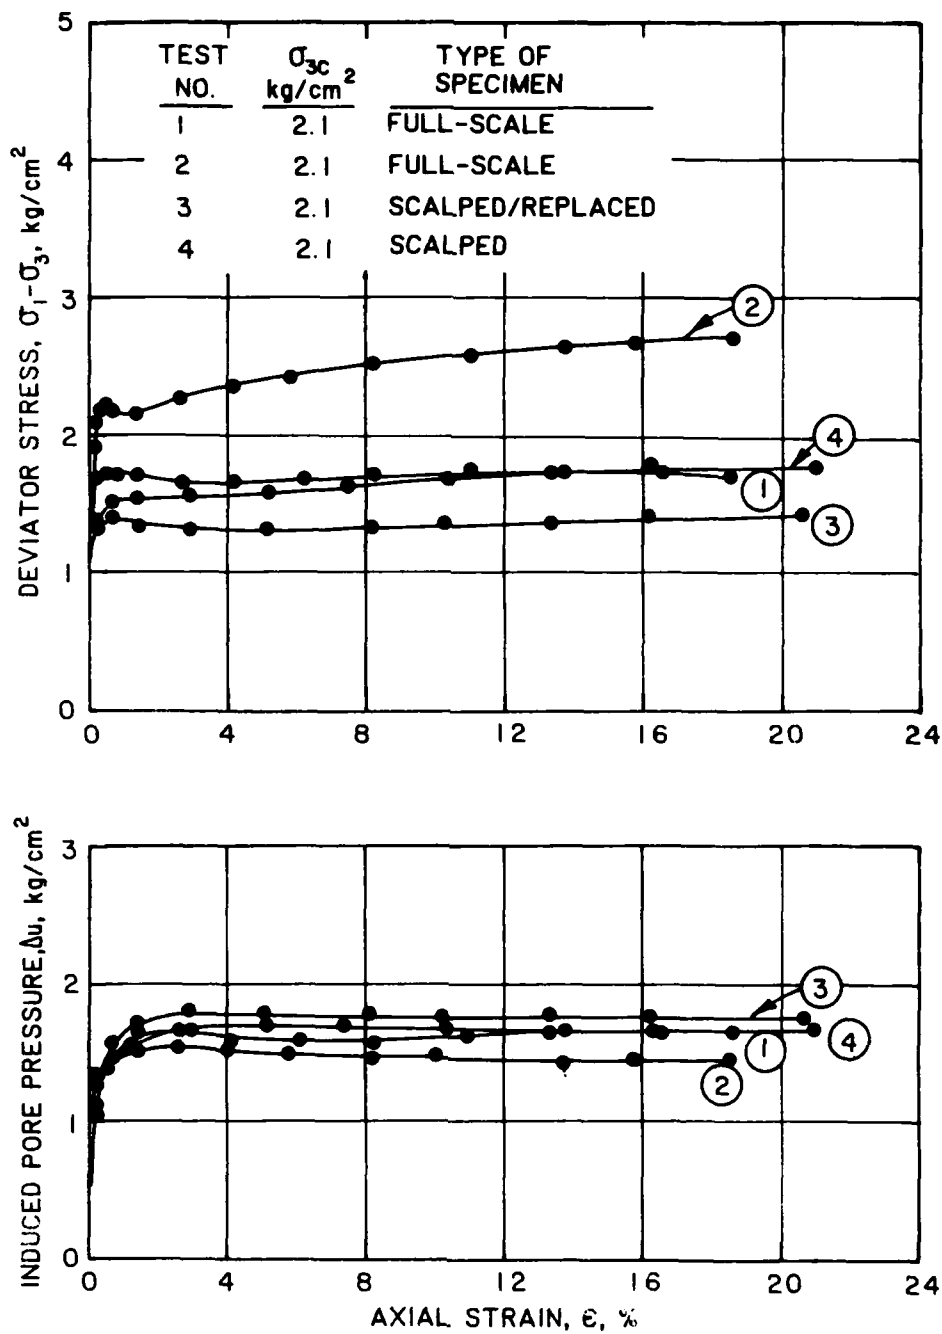 5
4
3
2
1
0
DEVIATOR STRESS, σ₁-σ₃, kg/cm²
TEST NO. σ₃C kg/cm² TYPE OF SPECIMEN
1 2.1 FULL-SCALE
2 2.1 FULL-SCALE
3 2.1 SCALPED/REPLACED
4 2.1 SCALPED
2
4
1
3
0 4 8 12 16 20 24
3
2
1
0
INDUCED PORE PRESSURE, Δu, kg/cm²
3
1
4
2
0 4 8 12 16 20 24
AXIAL STRAIN, ϵ, %